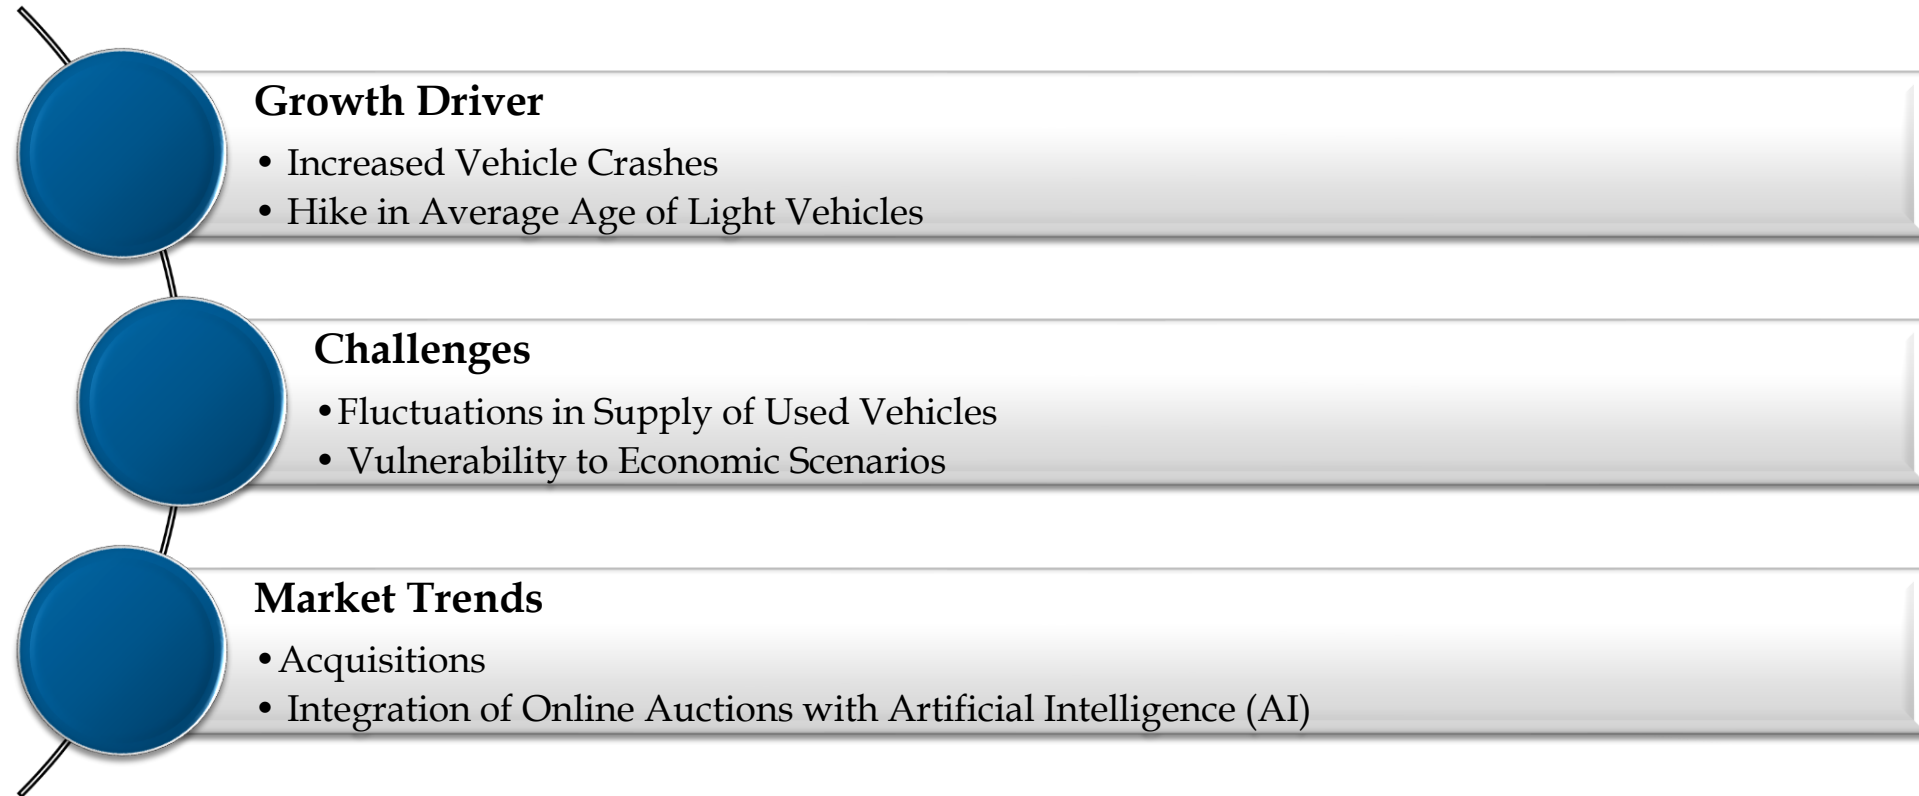 Growth Driver
• Increased Vehicle Crashes
• Hike in Average Age of Light Vehicles
Challenges
•Fluctuations in Supply of Used Vehicles
• Vulnerability to Economic Scenarios
Market Trends
•Acquisitions
• Integration of Online Auctions with Artificial Intelligence (AI)